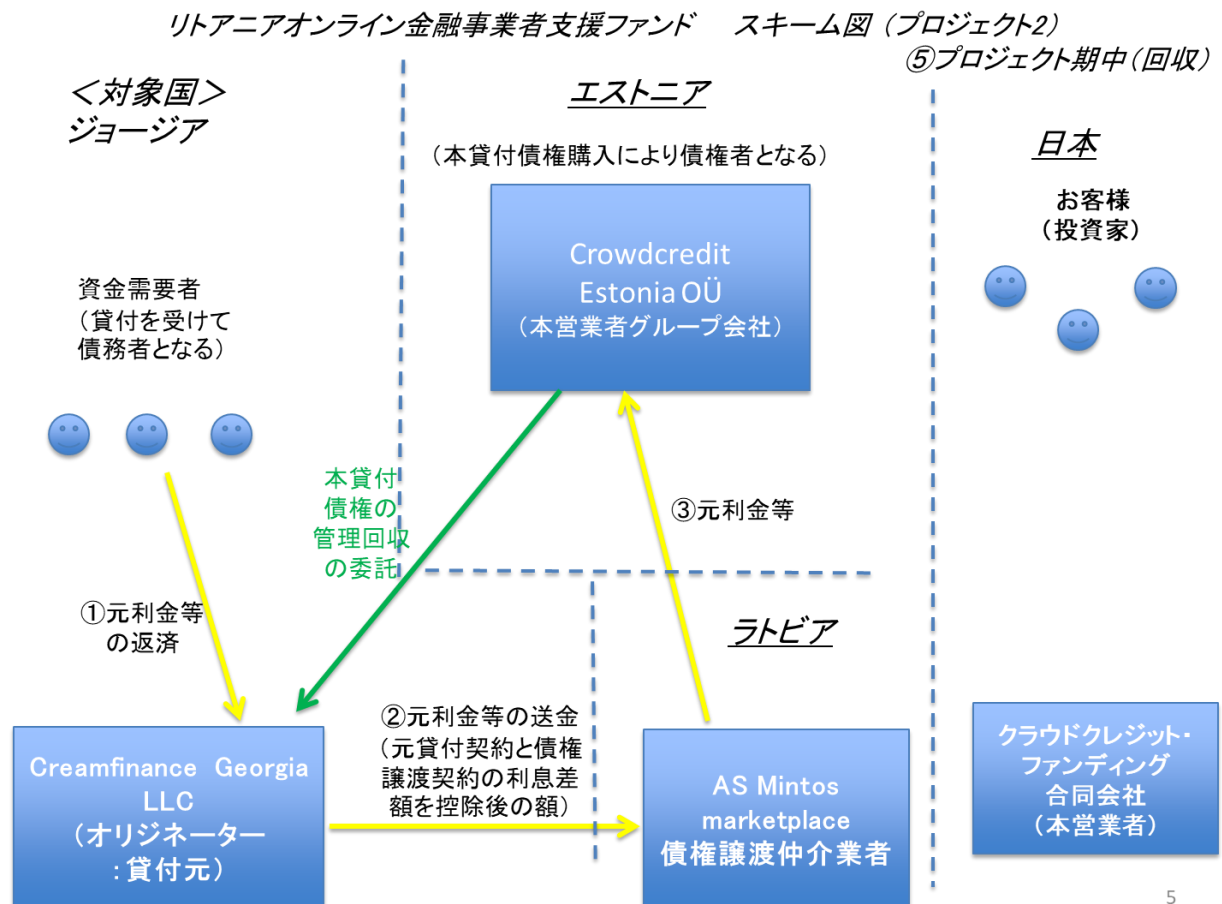 リトアニアオンライン金融事業者支援ファンド　スキーム図（プロジェクト2）
⑤プロジェクト期中（回収）
＜対象国＞
ジョージア
エストニア
（本貸付債権購入により債権者となる）
日本
お客様
（投資家）
Crowdcredit
Estonia OÜ
（本営業者グループ会社）
資金需要者
（貸付を受けて
債務者となる）
本貸付
債権の
管理回収
の委託
③元利金等
①元利金等
の返済
ラトビア
②元利金等の送金
（元貸付契約と債権
譲渡契約の利息差
額を控除後の額）
Creamfinance Georgia
LLC
（オリジネーター
：貸付元）
AS Mintos
marketplace
債権譲渡仲介業者
クラウドクレジット・
ファンディング
合同会社
（本営業者）
5